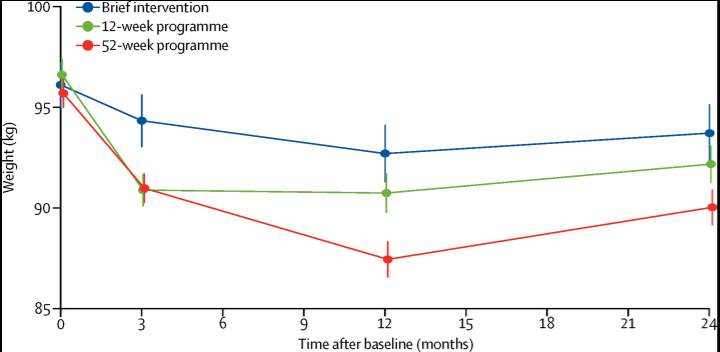 100
95
90
85
Weight (kg)
Brief intervention
12-week programme
52-week programme
0 3 6 9 12 15 18 21 24
Time after baseline (months)